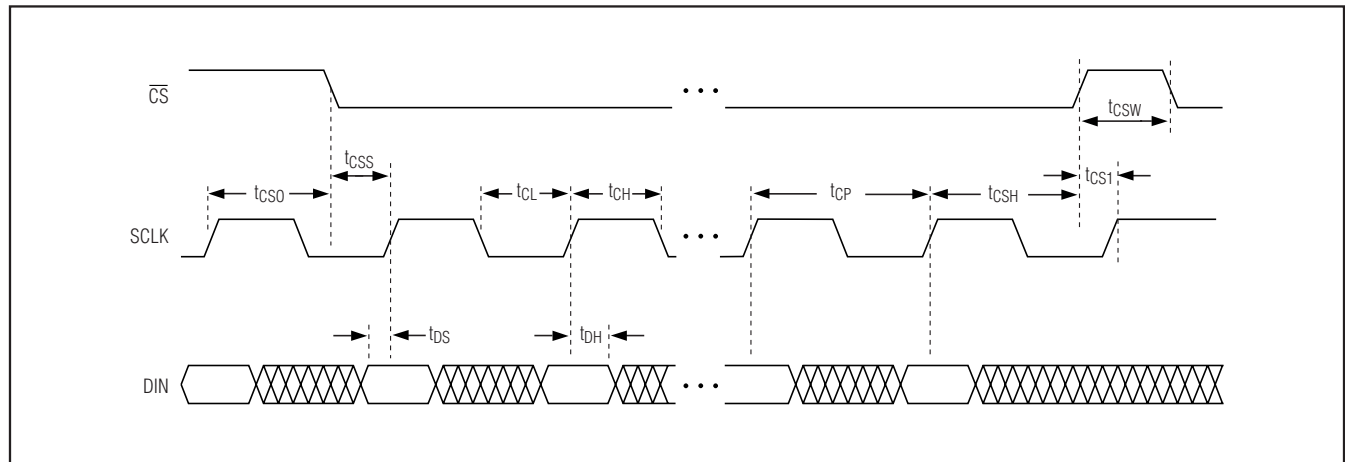 CS
• • •
tCSW
tCSS
tCS1
tCSO
tCL
tCH
tCP
tCSH
SCLK
• • •
tDS
tDH
DIN
• • •